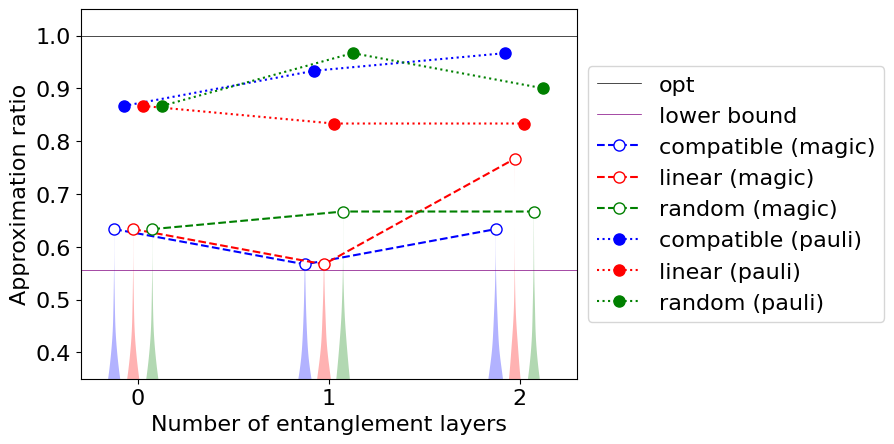 1.0
0.9
0.8
0.7
0.6
0.5
0.4
Approximation ratio
0 1 2
Number of entanglement layers
opt
lower bound
compatible (magic)
linear (magic)
random (magic)
compatible (pauli)
linear (pauli)
random (pauli)